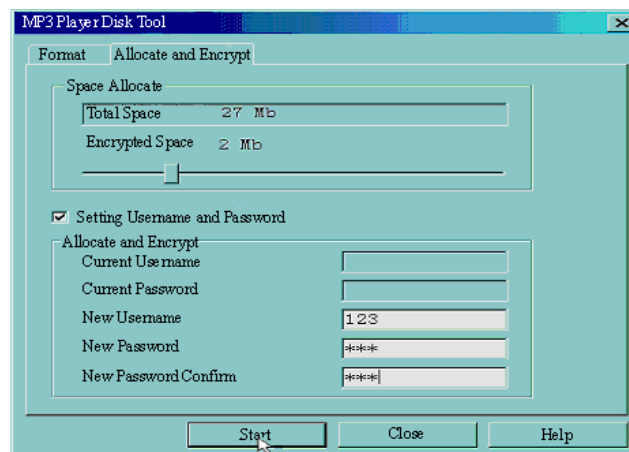 MP3 Player Disk Tool
Format Allocate and Encrypt
Space Allocate
Total Space 27 Mb
Encrypted Space 2 Mb
Setting Username and Password
Allocate and Encrypt
Current Username
Current Password
New Username 123
New Password ***
New Password Confirm ***
Start Close Help